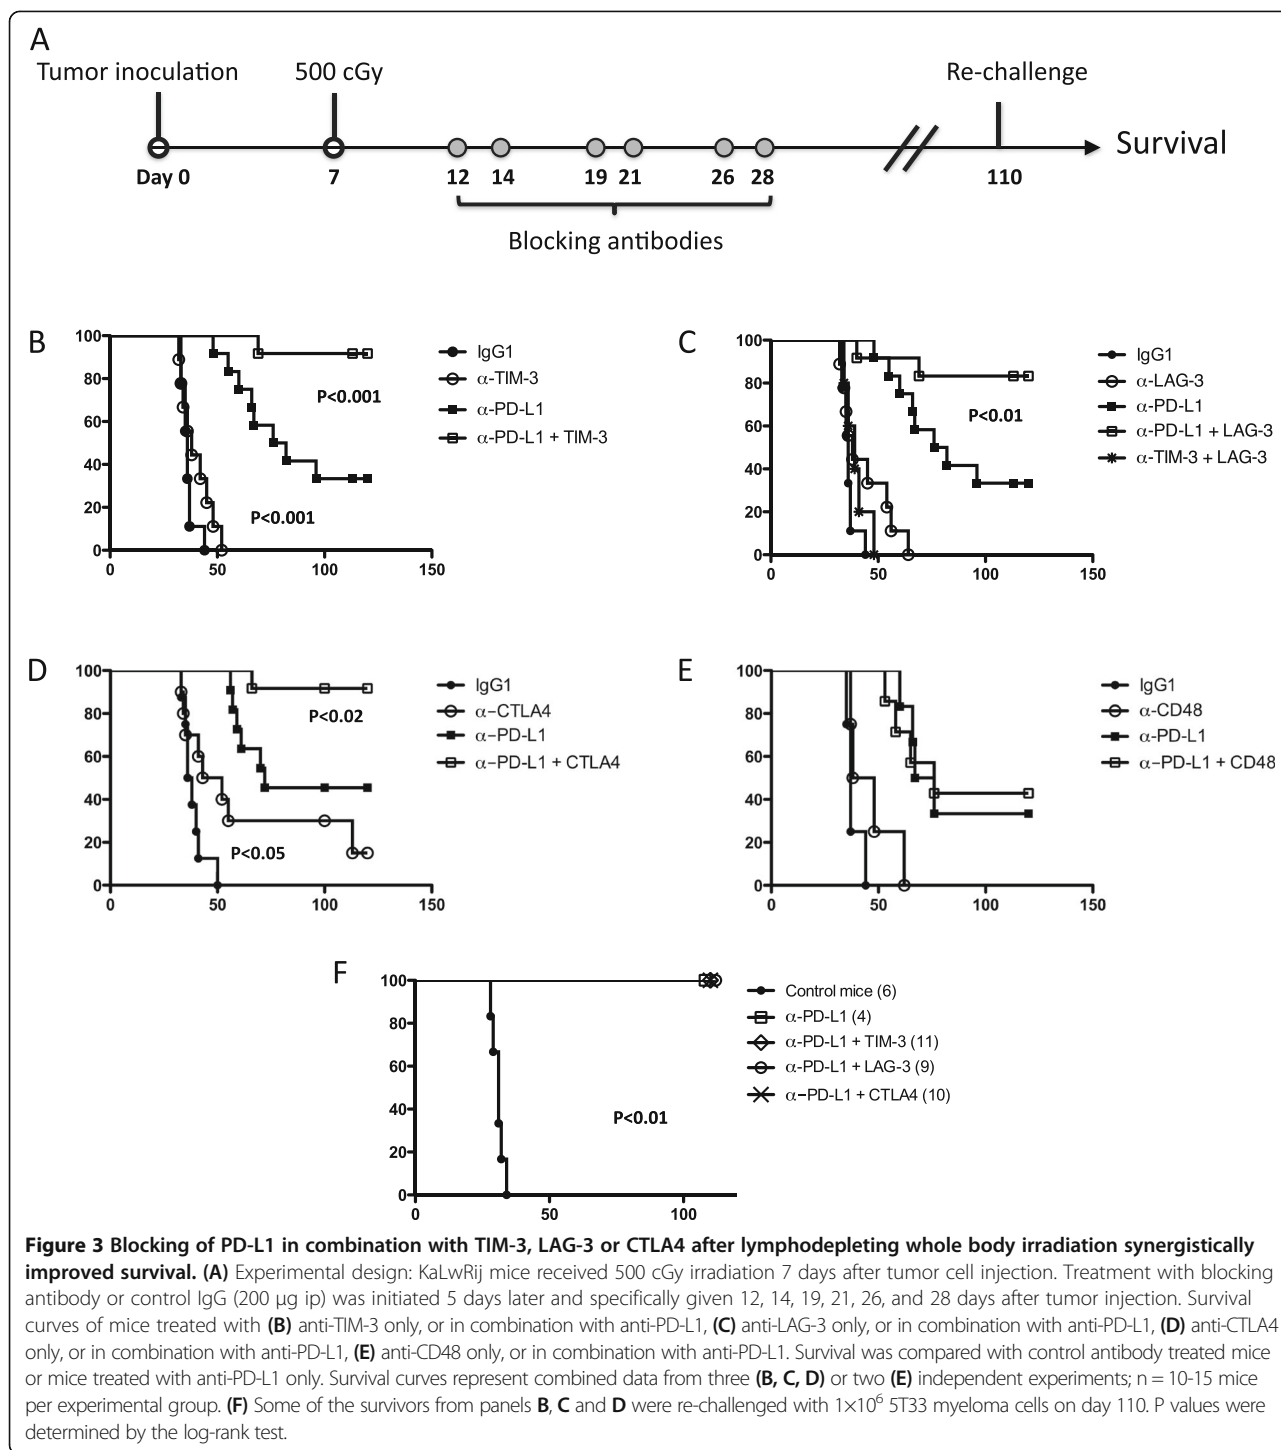 A
Tumor inoculation 500 cGy Re-challenge
Survival
Day 0 7 12 14 19 21 26 28 110
Blocking antibodies
B
100
80
60
40
20
0
0 50 100 150
P<0.001
P<0.001
IgG1
α-TIM-3
α-PD-L1
α-PD-L1 + TIM-3
C
100
80
60
40
20
0
0 50 100 150
P<0.01
IgG1
α-LAG-3
α-PD-L1
α-PD-L1 + LAG-3
α-TIM-3 + LAG-3
D
100
80
60
40
20
0
0 50 100 150
P<0.02
P<0.05
IgG1
α-CTLA4
α-PD-L1
α-PD-L1 + CTLA4
E
100
80
60
40
20
0
0 50 100 150
IgG1
α-CD48
α-PD-L1
α-PD-L1 + CD48
F
100
80
60
40
20
0
0 50 100
P<0.01
Control mice (6)
α-PD-L1 (4)
α-PD-L1 + TIM-3 (11)
α-PD-L1 + LAG-3 (9)
α-PD-L1 + CTLA4 (10)
Figure 3 Blocking of PD-L1 in combination with TIM-3, LAG-3 or CTLA4 after lymphodepleting whole body irradiation synergistically
improved survival. (A) Experimental design: KaLwRij mice received 500 cGy irradiation 7 days after tumor cell injection. Treatment with blocking
antibody or control IgG (200 μg ip) was initiated 5 days later and specifically given 12, 14, 19, 21, 26, and 28 days after tumor injection. Survival
curves of mice treated with (B) anti-TIM-3 only, or in combination with anti-PD-L1, (C) anti-LAG-3 only, or in combination with anti-PD-L1, (D) anti-CTLA4
only, or in combination with anti-PD-L1, (E) anti-CD48 only, or in combination with anti-PD-L1. Survival was compared with control antibody treated mice
or mice treated with anti-PD-L1 only. Survival curves represent combined data from three (B, C, D) or two (E) independent experiments; n = 10-15 mice
per experimental group. (F) Some of the survivors from panels B, C and D were re-challenged with 1×10⁶ 5T33 myeloma cells on day 110. P values were
determined by the log-rank test.